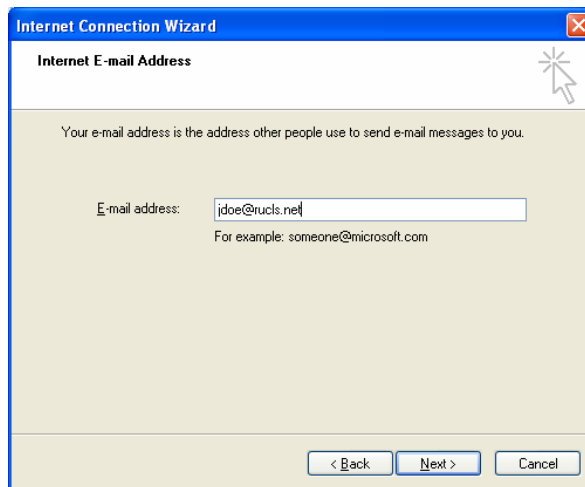 Internet Connection Wizard
Internet E-mail Address
Your e-mail address is the address other people use to send e-mail messages to you.
E-mail address: jdoe@rucls.net
For example: someone@microsoft.com
< Back Next > Cancel